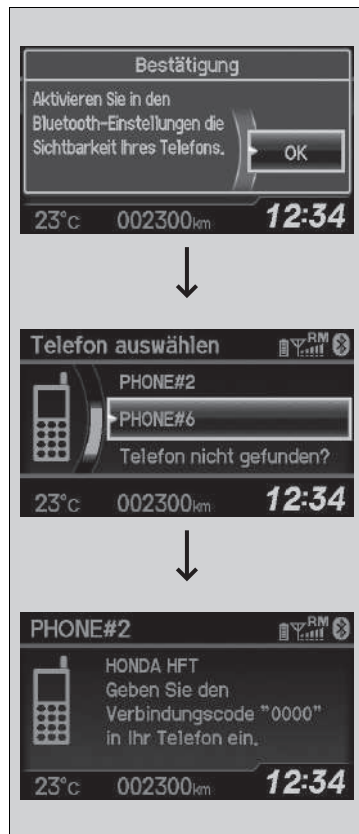 Bestätigung
Aktivieren Sie in den
Bluetooth-Einstellungen die
Sichtbarkeit Ihres Telefons.
OK
23°c 002300km 12:34
Telefon auswählen RM
PHONE#2
PHONE#6
Telefon nicht gefunden?
23°c 002300km 12:34
PHONE#2 RM
HONDA HFT
Geben Sie den
Verbindungscode "0000"
in Ihr Telefon ein.
23°c 002300km 12:34